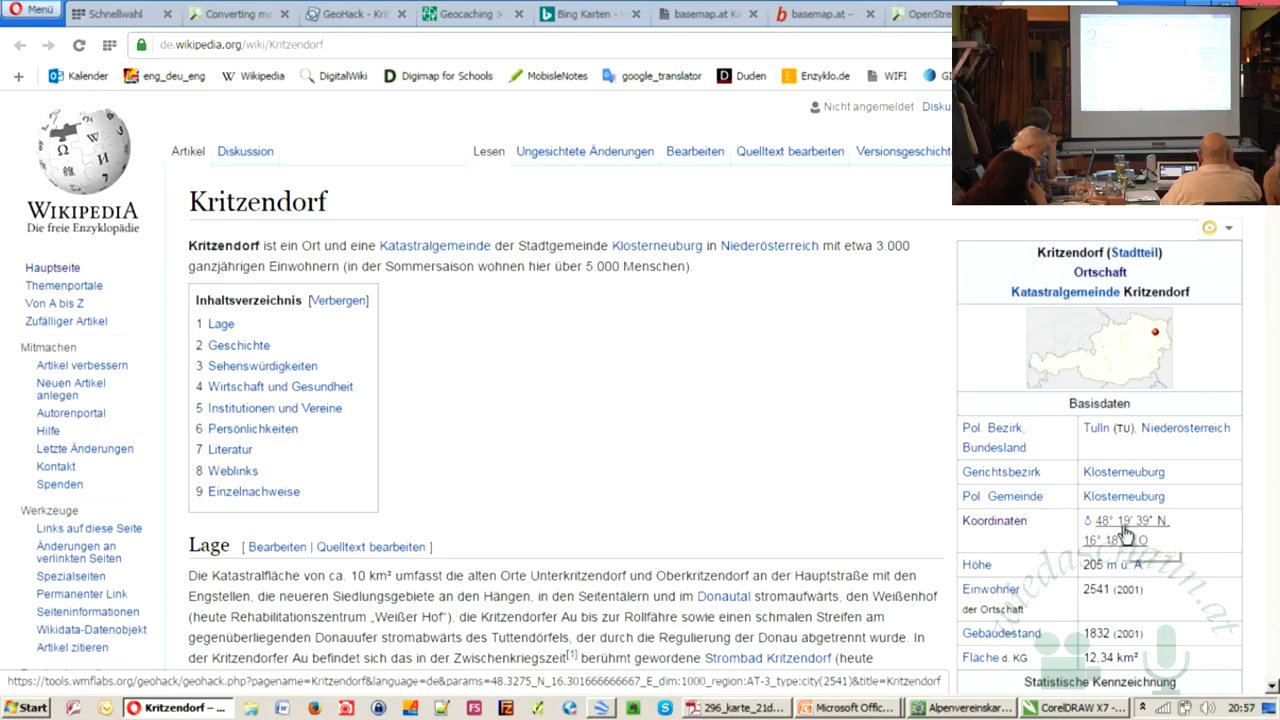 Menü
Schnellwahl
Converting ma
GeoHack - Krit
Geocaching >
Bing Karten -
basemap.at Ka
basemap.at –
OpenStre
de.wikipedia.org/wiki/Kritzendorf
Kalender
eng_deu_eng
Wikipedia
DigitalWiki
Digimap for Schools
MobisleNotes
google_translator
Duden
Enzyklo.de
WIFI
Nicht angemeldet Disku
Artikel Diskussion
Lesen Ungesichtete Änderungen Bearbeiten Quelltext bearbeiten Versionsgeschicht
WIKIPEDIA
Die freie Enzyklopädie
Hauptseite
Themenportale
Von A bis Z
Zufälliger Artikel
Mitmachen
Artikel verbessern
Neuen Artikel
anlegen
Autorenportal
Hilfe
Letzte Änderungen
Kontakt
Spenden
Werkzeuge
Links auf diese Seite
Änderungen an
verlinkten Seiten
Spezialseiten
Permanenter Link
Seiteninformationen
Wikidata-Datenobjekt
Artikel zitieren
Kritzendorf
Kritzendorf ist ein Ort und eine Katastralgemeinde der Stadtgemeinde Klosterneuburg in Niederösterreich mit etwa 3.000
ganzjährigen Einwohnern (in der Sommersaison wohnen hier über 5 000 Menschen).
Inhaltsverzeichnis [Verbergen]
1 Lage
2 Geschichte
3 Sehenswürdigkeiten
4 Wirtschaft und Gesundheit
5 Institutionen und Vereine
6 Persönlichkeiten
7 Literatur
8 Weblinks
9 Einzelnachweise
Lage [ Bearbeiten | Quelltext bearbeiten ]
Die Katastralfläche von ca. 10 km² umfasst die alten Orte Unterkritzendorf und Oberkritzendorf an der Hauptstraße mit den
Engstellen, die neueren Siedlungsgebiete an den Hängen, in den Seitentälern und im Donautal stromaufwärts, den Weißenhof
(heute Rehabilitationszentrum „Weißer Hof“), die Kritzendorfer Au bis zur Rollfähre sowie einen schmalen Streifen am
gegenüberliegenden Donauufer stromabwärts des Tuttendörfels, der durch die Regulierung der Donau abgetrennt wurde. In
der Kritzendorfer Au befindet sich das in der Zwischenkriegszeit[1] berühmt gewordene Strombad Kritzendorf (heute
Kritzendorf (Stadtteil)
Ortschaft
Katastralgemeinde Kritzendorf
Basisdaten
Pol. Bezirk, Bundesland Tulln (TU), Niederösterreich
Gerichtsbezirk Klosterneuburg
Pol. Gemeinde Klosterneuburg
Koordinaten 48° 19′ 39″ N,
16° 18′ O
Höhe 205 m ü. A.
Einwohner der Ortschaft 2541 (2001)
Gebäudestand 1832 (2001)
Fläche d. KG 12,34 km²
Statistische Kennzeichnung
wiedaschaun.at
https://tools.wmflabs.org/geohack/geohack.php?pagename=Kritzendorf&language=de&params=48.3275_N_16.301666666667_E_dim:1000_region:AT-3_type:city(2541)&title=Kritzendorf
Start
Kritzendorf – ...
296_karte_21d...
Microsoft Offic...
Alpenvereinskar...
CorelDRAW X7 -...
20:57